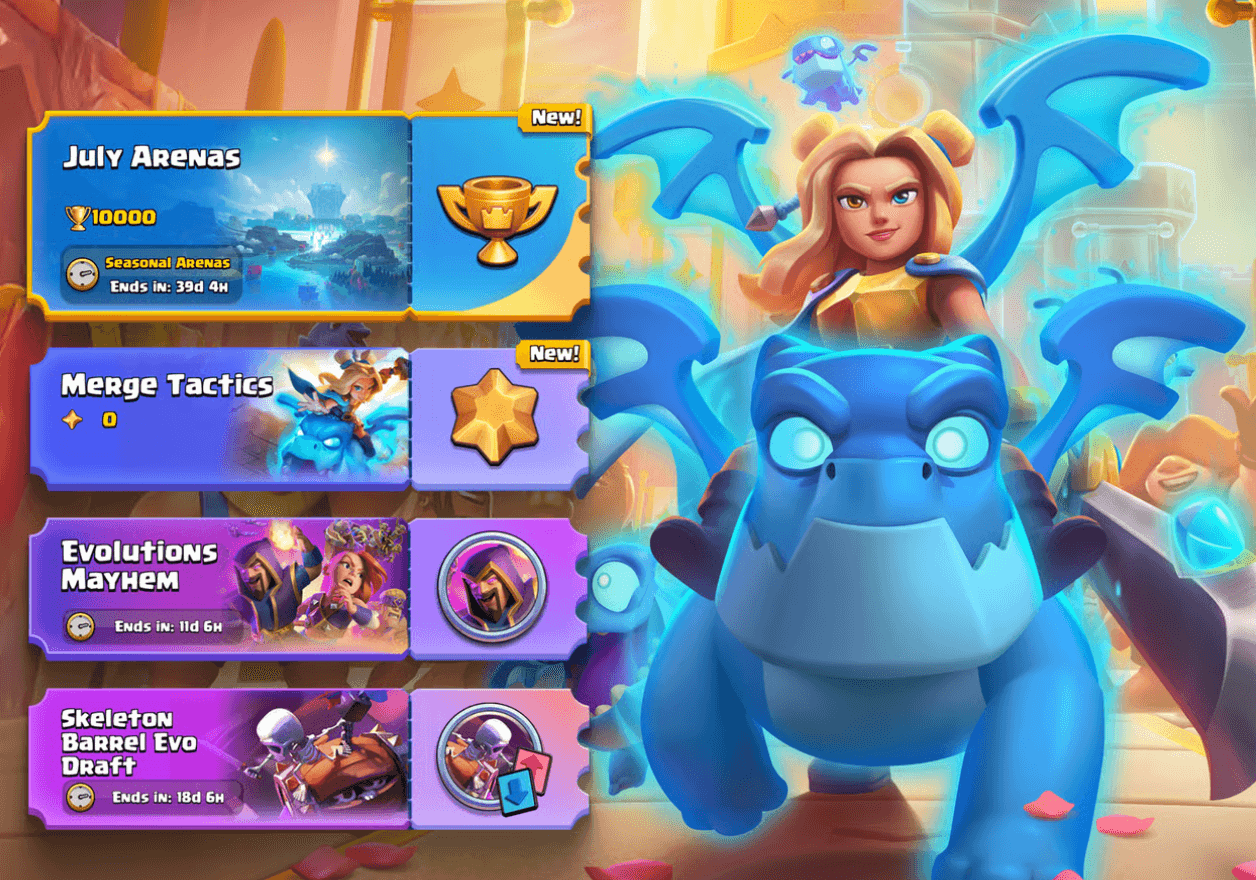 New!
July Arenas
10000
Seasonal Arenas
Ends in: 39d 4h
New!
Merge Tactics
0
Evolutions
Mayhem
Ends in: 11d 6h
Skeleton
Barrel Evo
Draft
Ends in: 18d 6h